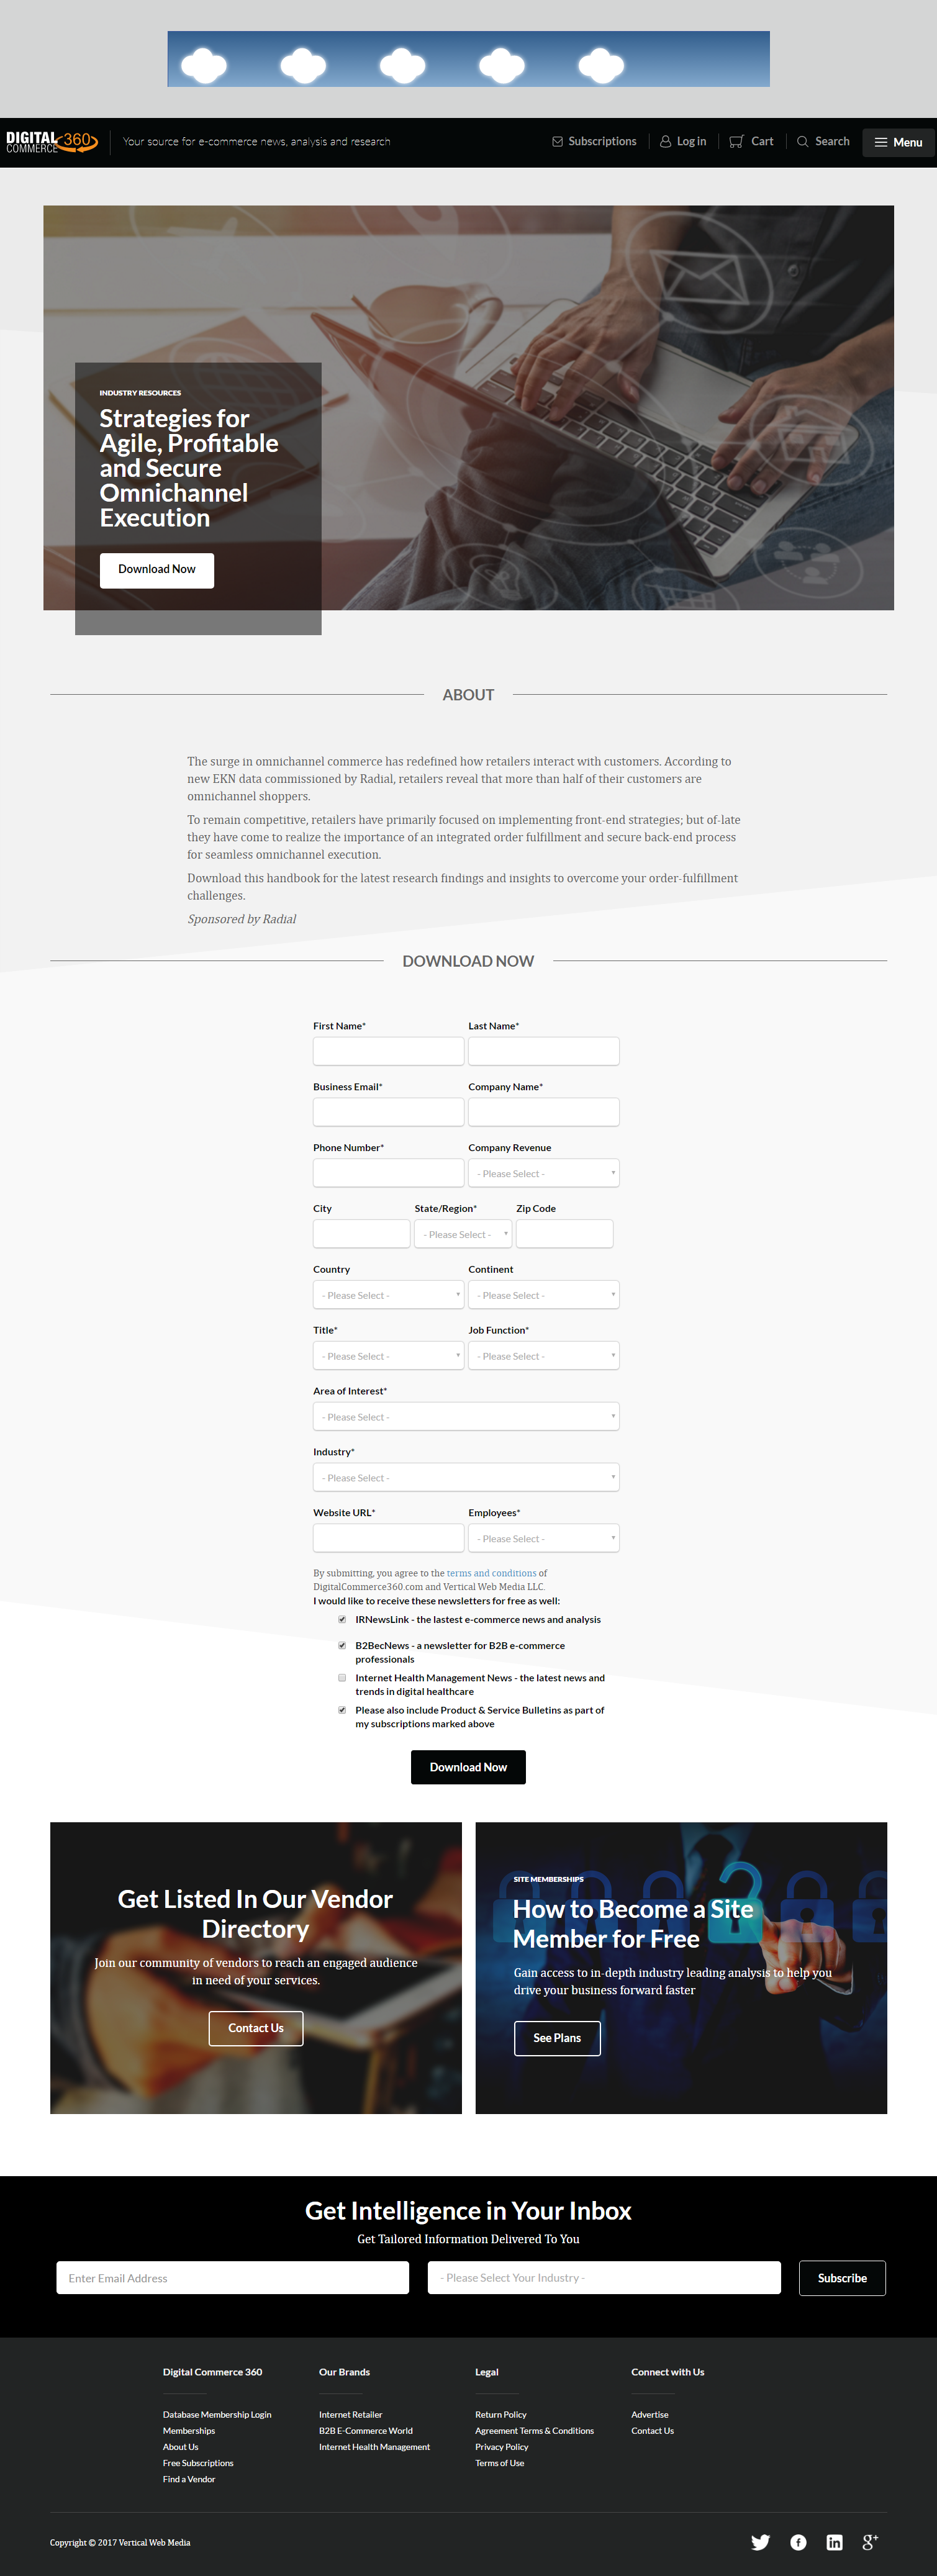 DIGITAL
COMMERCE 360
Your source for e-commerce news, analysis and research
Subscriptions
Log in
Cart
Search
Menu
INDUSTRY RESOURCES
Strategies for
Agile, Profitable
and Secure
Omnichannel
Execution
Download Now
ABOUT
The surge in omnichannel commerce has redefined how retailers interact with customers. According to
new EKN data commissioned by Radial, retailers reveal that more than half of their customers are
omnichannel shoppers.
To remain competitive, retailers have primarily focused on implementing front-end strategies; but of-late
they have come to realize the importance of an integrated order fulfillment and secure back-end process
for seamless omnichannel execution.
Download this handbook for the latest research findings and insights to overcome your order-fulfillment
challenges.
Sponsored by Radial
DOWNLOAD NOW
First Name* Last Name*
Business Email* Company Name*
Phone Number* Company Revenue
- Please Select -
City State/Region* Zip Code
- Please Select -
Country Continent
- Please Select - - Please Select -
Title* Job Function*
- Please Select - - Please Select -
Area of Interest*
- Please Select -
Industry*
- Please Select -
Website URL* Employees*
- Please Select -
By submitting, you agree to the terms and conditions of
DigitalCommerce360.com and Vertical Web Media LLC.
I would like to receive these newsletters for free as well:
IRNewsLink - the lastest e-commerce news and analysis
B2BecNews - a newsletter for B2B e-commerce
professionals
Internet Health Management News - the latest news and
trends in digital healthcare
Please also include Product & Service Bulletins as part of
my subscriptions marked above
Download Now
Get Listed In Our Vendor
Directory
Join our community of vendors to reach an engaged audience
in need of your services.
Contact Us
SITE MEMBERSHIPS
How to Become a Site
Member for Free
Gain access to in-depth industry leading analysis to help you
drive your business forward faster
See Plans
Get Intelligence in Your Inbox
Get Tailored Information Delivered To You
Enter Email Address
- Please Select Your Industry -
Subscribe
Digital Commerce 360
Database Membership Login
Memberships
About Us
Free Subscriptions
Find a Vendor
Our Brands
Internet Retailer
B2B E-Commerce World
Internet Health Management
Legal
Return Policy
Agreement Terms & Conditions
Privacy Policy
Terms of Use
Connect with Us
Advertise
Contact Us
Copyright © 2017 Vertical Web Media